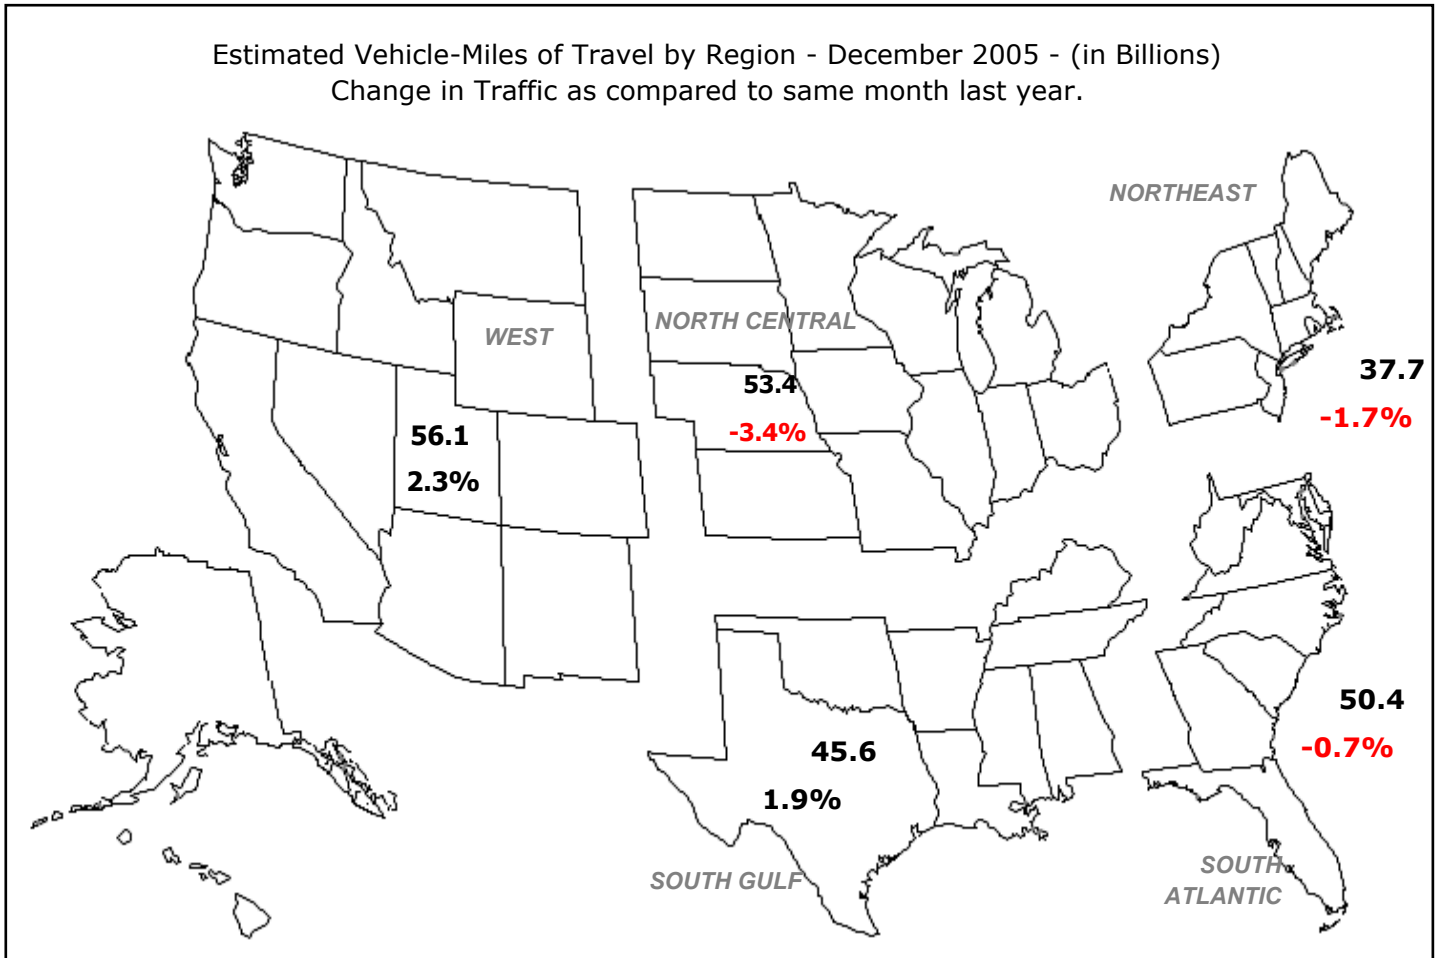 Estimated Vehicle-Miles of Travel by Region - December 2005 - (in Billions)
Change in Traffic as compared to same month last year.
NORTHEAST
WEST
NORTH CENTRAL
37.7
-1.7%
53.4
-3.4%
56.1
2.3%
50.4
-0.7%
45.6
1.9%
SOUTH GULF
SOUTH
ATLANTIC